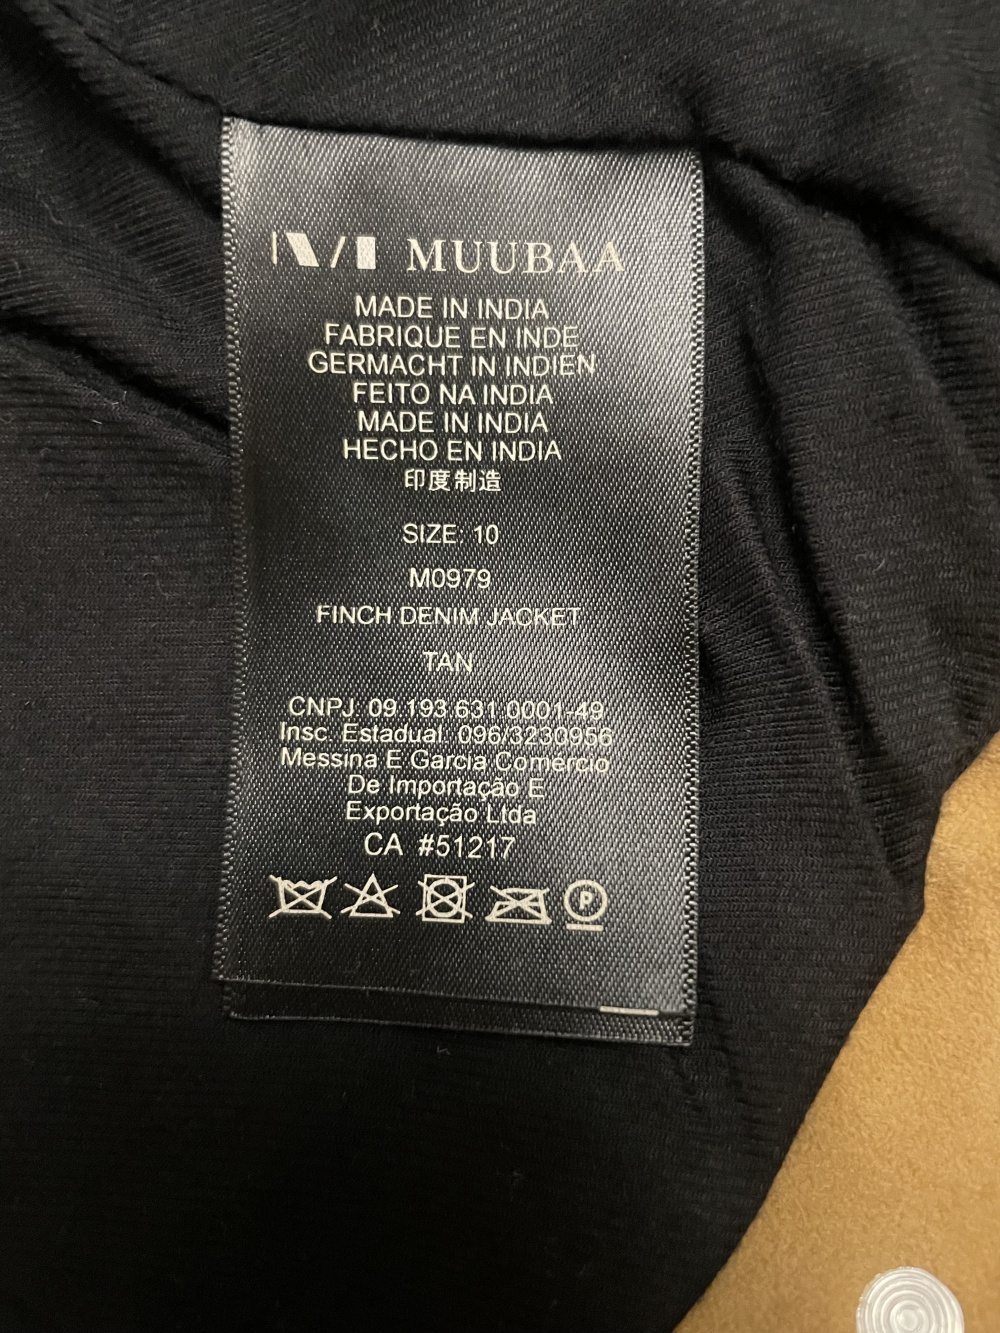 MUUBAA
MADE IN INDIA
FABRIQUE EN INDE
GERMACHT IN INDIEN
FEITO NA INDIA
MADE IN INDIA
HECHO EN INDIA
印度制造
SIZE: 10
M0979
FINCH DENIM JACKET
TAN
CNPJ 09 193 631 0001-49
Insc Estadual 096/3230956
Messina E Garcia Comercio
De Importação E
Exportação Ltda
CA #51217
P